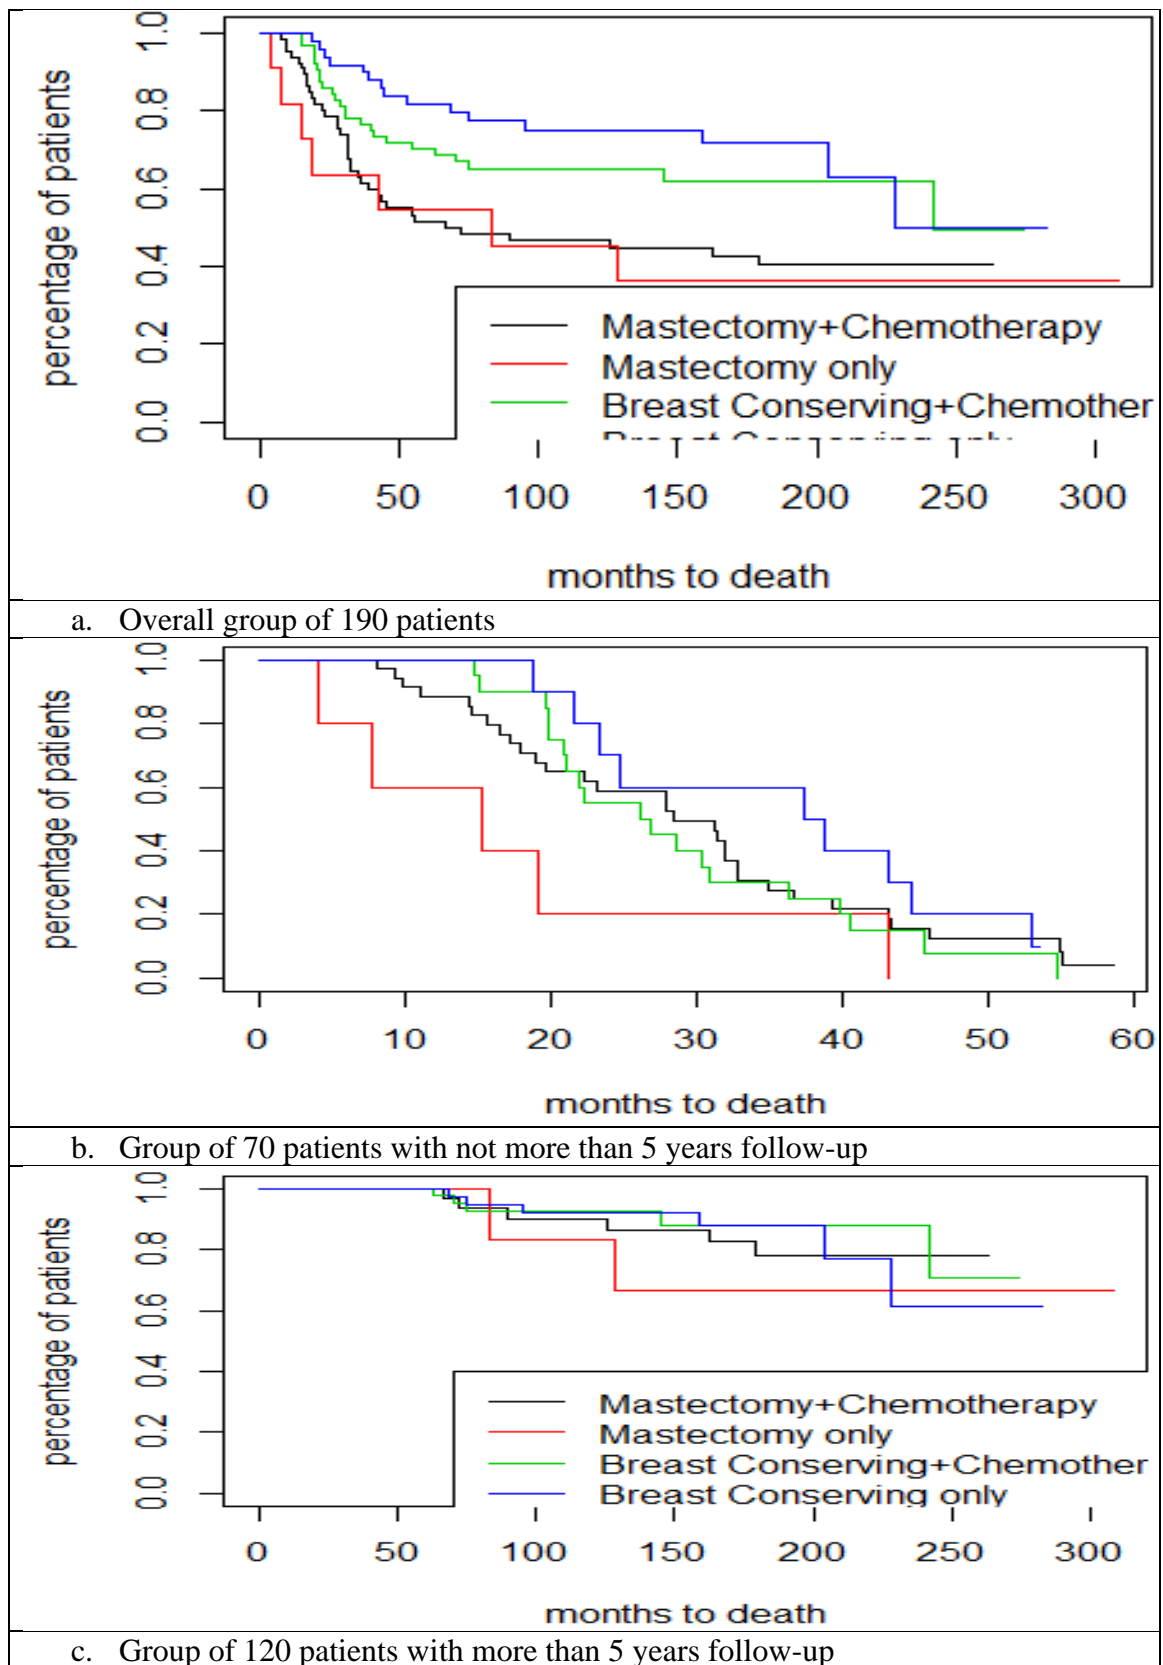 percentage of patients
1.0
0.8
0.6
0.4
0.2
0.0
Mastectomy+Chemotherapy
Mastectomy only
Breast Conserving+Chemother
0 50 100 150 200 250 300
months to death
a. Overall group of 190 patients
percentage of patients
1.0
0.8
0.6
0.4
0.2
0.0
0 10 20 30 40 50 60
months to death
b. Group of 70 patients with not more than 5 years follow-up
percentage of patients
1.0
0.8
0.6
0.4
0.2
0.0
Mastectomy+Chemotherapy
Mastectomy only
Breast Conserving+Chemother
Breast Conserving only
0 50 100 150 200 250 300
months to death
c. Group of 120 patients with more than 5 years follow-up